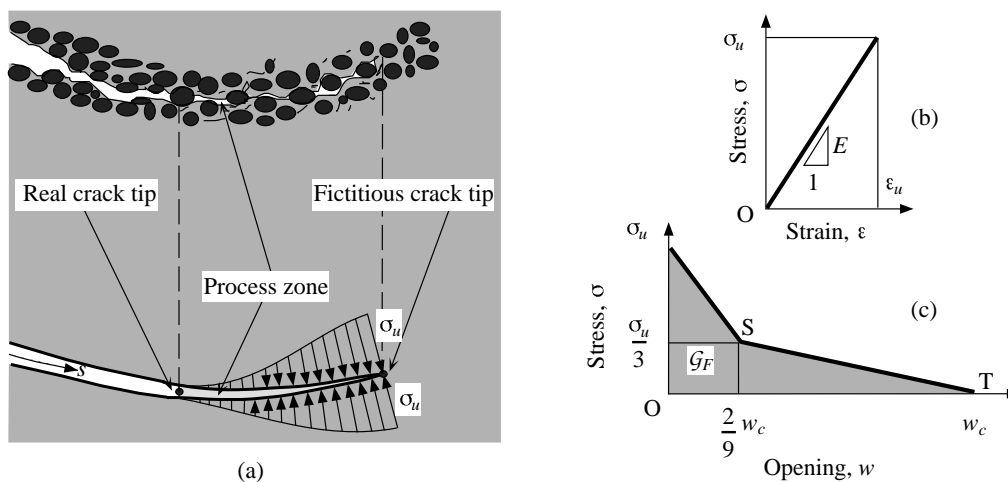 Real crack tip
Fictitious crack tip
Process zone
s
σu
σu
(a)
σu
Stress, σ
E
1
εu
O
Strain, ε
(b)
σu
Stress, σ
σu
3
S
𝒢F
T
O
2
9 wc
wc
Opening, w
(c)